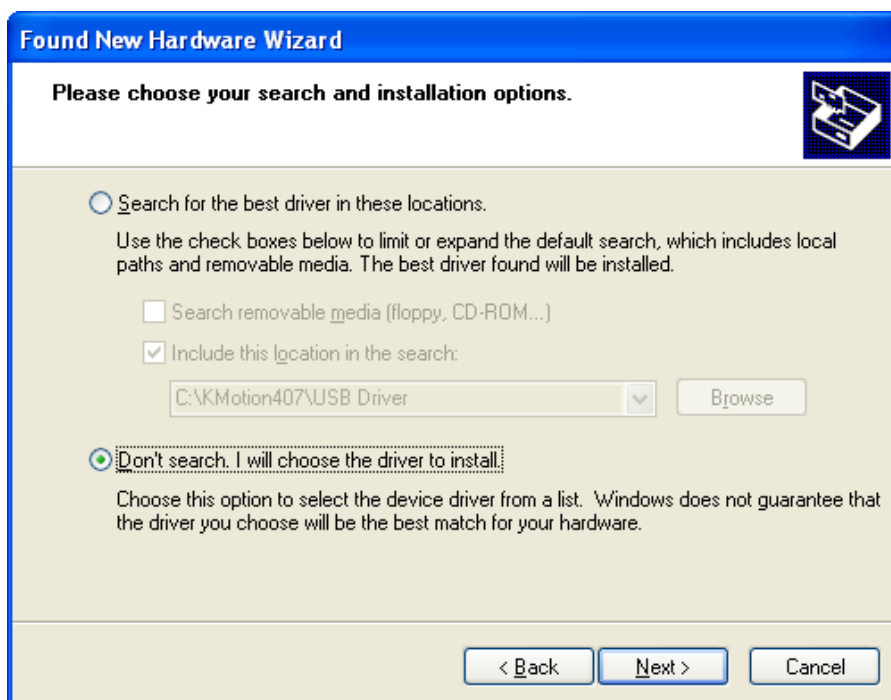 Found New Hardware Wizard
Please choose your search and installation options.
Search for the best driver in these locations.
Use the check boxes below to limit or expand the default search, which includes local
paths and removable media. The best driver found will be installed.
Search removable media (floppy, CD-ROM...)
Include this location in the search:
C:\KMotion407\USB Driver
Browse
Don't search. I will choose the driver to install.
Choose this option to select the device driver from a list. Windows does not guarantee that
the driver you choose will be the best match for your hardware.
< Back Next > Cancel